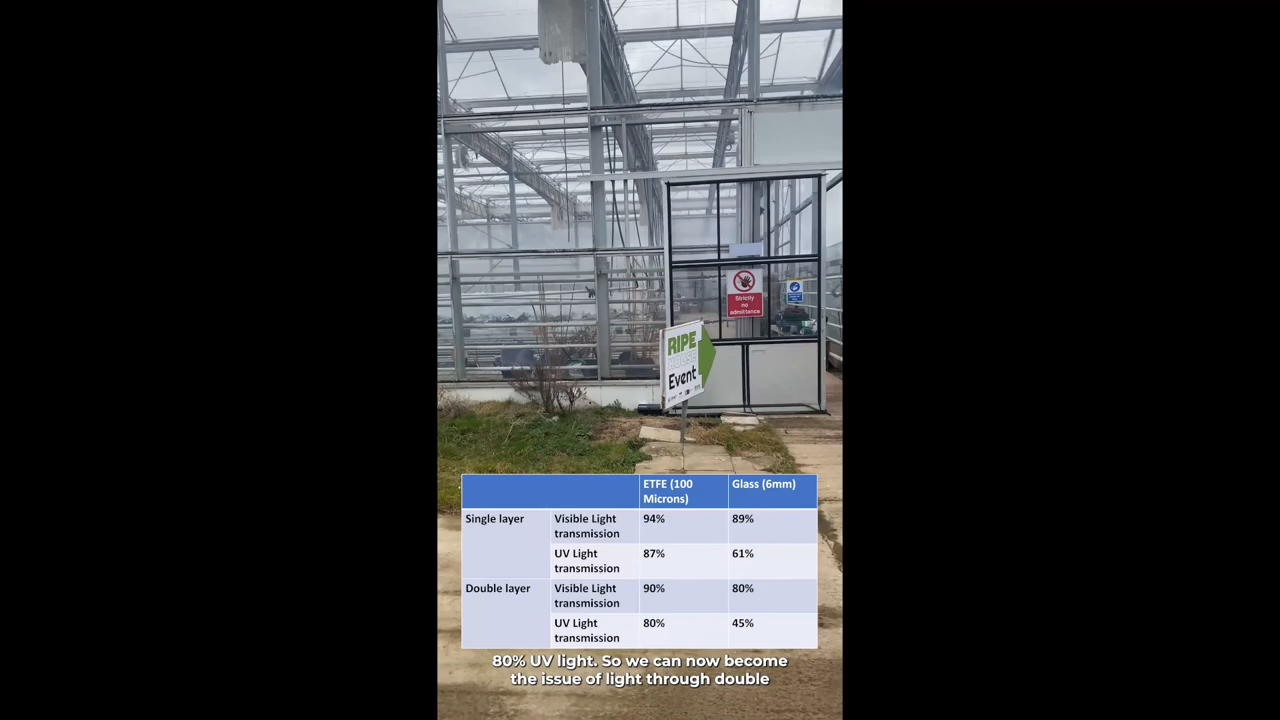 Strictly
no
admittance
RIPE
HOUSE
Event
ETFE (100
Microns)
Glass (6mm)
Single layer
Visible Light
transmission
94%
89%
UV Light
transmission
87%
61%
Double layer
Visible Light
transmission
90%
80%
UV Light
transmission
80%
45%
80% UV light. So we can now become
the issue of light through double